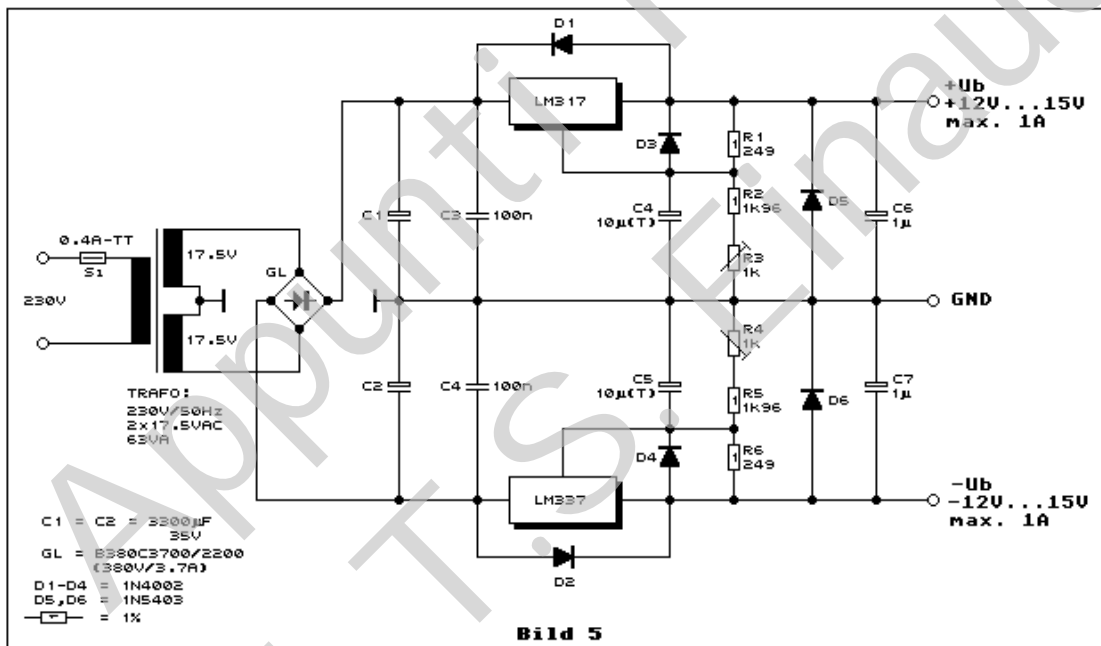 D1
LM317
+Ub
+12V...15V
max. 1A
D3
R1
249
R2
1K96
C1
C3
100n
C4
10µ(T)
D5
C6
1µ
R3
1K
0.4A-TT
S1
17.5V
GL
230V
17.5V
GND
R4
1K
C2
C4
100n
C5
10µ(T)
R5
1K96
D6
C7
1µ
TRAFO:
230V/50Hz
2x17.5VAC
63VA
D4
R6
249
LM337
-Ub
-12V...15V
max. 1A
D2
C1 = C2 = 3300µF
35V
GL = B380C3700/2200
(380V/3.7A)
D1-D4 = 1N4002
D5,D6 = 1N5403
= 1%
Bild 5
Appunti
T.S. Einau